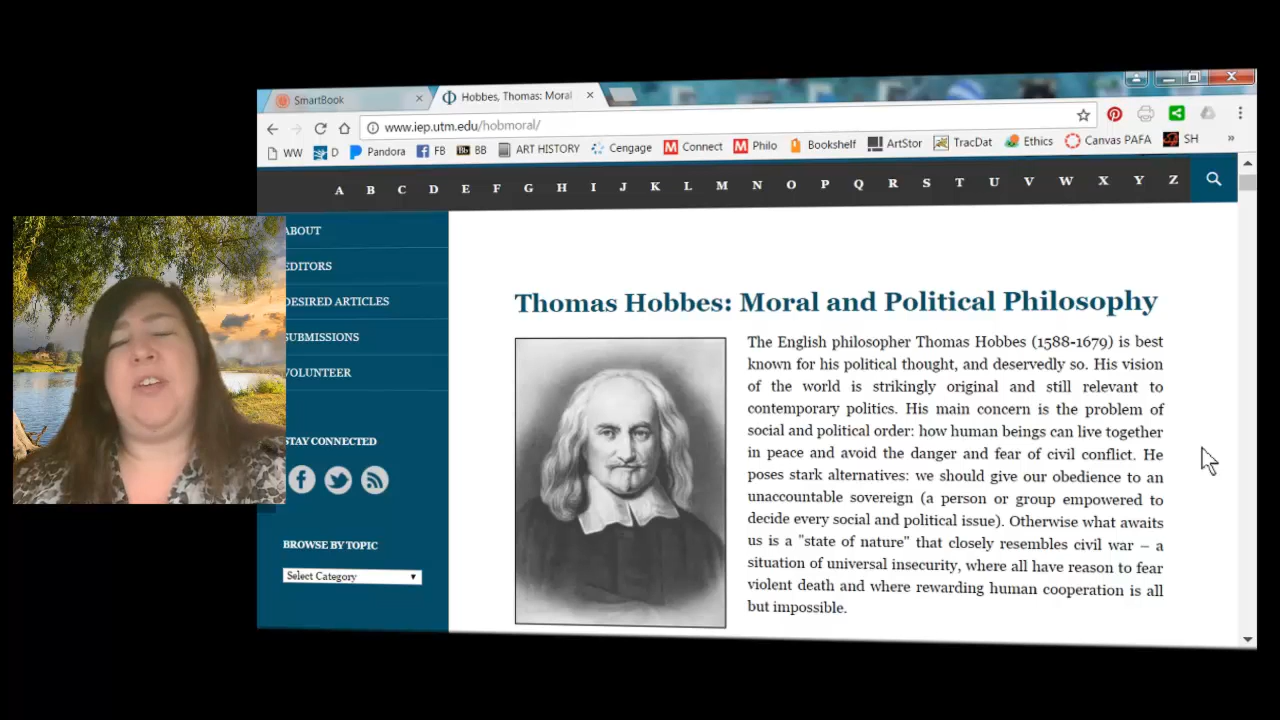 SmartBook
Hobbes, Thomas: Moral
www.iep.utm.edu/hobmoral/
WW D Pandora FB BB ART HISTORY Cengage Connect Philo Bookshelf ArtStor TracDat Ethics Canvas PAFA SH »
A B C D E F G H I J K L M N O P Q R S T U V W X Y Z
ABOUT
EDITORS
DESIRED ARTICLES
SUBMISSIONS
VOLUNTEER
STAY CONNECTED
BROWSE BY TOPIC
Select Category
Thomas Hobbes: Moral and Political Philosophy
The English philosopher Thomas Hobbes (1588-1679) is best
known for his political thought, and deservedly so. His vision
of the world is strikingly original and still relevant to
contemporary politics. His main concern is the problem of
social and political order: how human beings can live together
in peace and avoid the danger and fear of civil conflict. He
poses stark alternatives: we should give our obedience to an
unaccountable sovereign (a person or group empowered to
decide every social and political issue). Otherwise what awaits
us is a "state of nature" that closely resembles civil war – a
situation of universal insecurity, where all have reason to fear
violent death and where rewarding human cooperation is all
but impossible.